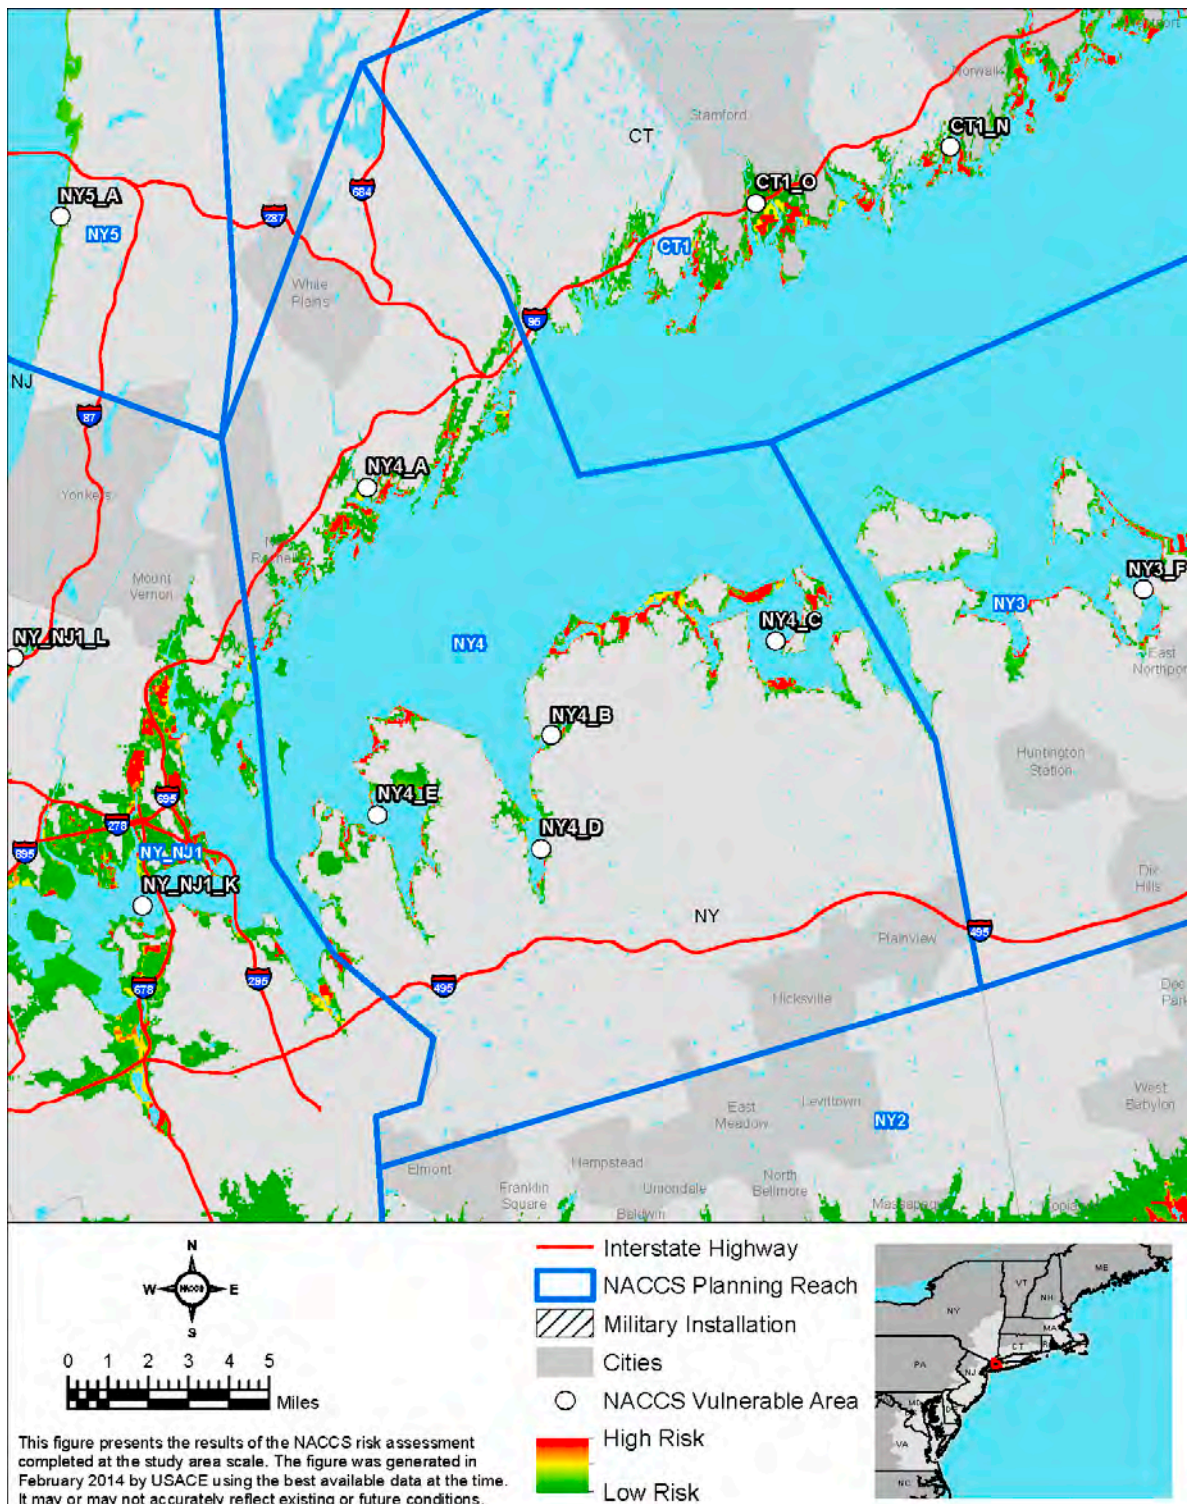 Norwalk
Stamford
CT
CT1_N
684
CT1_O
NY5_A
287
NY5
CT1
White
Plains
95
NJ
87
NY4_A
Yonkers
Mount
Vernon
NY3_F
NY3
NY4
NY4_C
NY_NJ1_L
East
NY4_B
Huntington
Station
695
NY4_E
278
NY4_D
895
NY_NJ1
Dix
Hills
NY_NJ1_K
NY
495
Plainview
295
678
495
Hicksville
West
Babylon
Levittown
East
Meadow
NY2
Elmont
Hempstead
North
Bellmore
Franklin
Square
Uniondale
Baldwin
N
W NACCS E
S
0 1 2 3 4 5
Miles
Interstate Highway
NACCS Planning Reach
Military Installation
Cities
NACCS Vulnerable Area
High Risk
Low Risk
ME
VT
NH
NY
MA
CT
PA
NJ
MD
VA
NC
This figure presents the results of the NACCS risk assessment
completed at the study area scale. The figure was generated in
February 2014 by USACE using the best available data at the time.
It may or may not accurately reflect existing or future conditions.